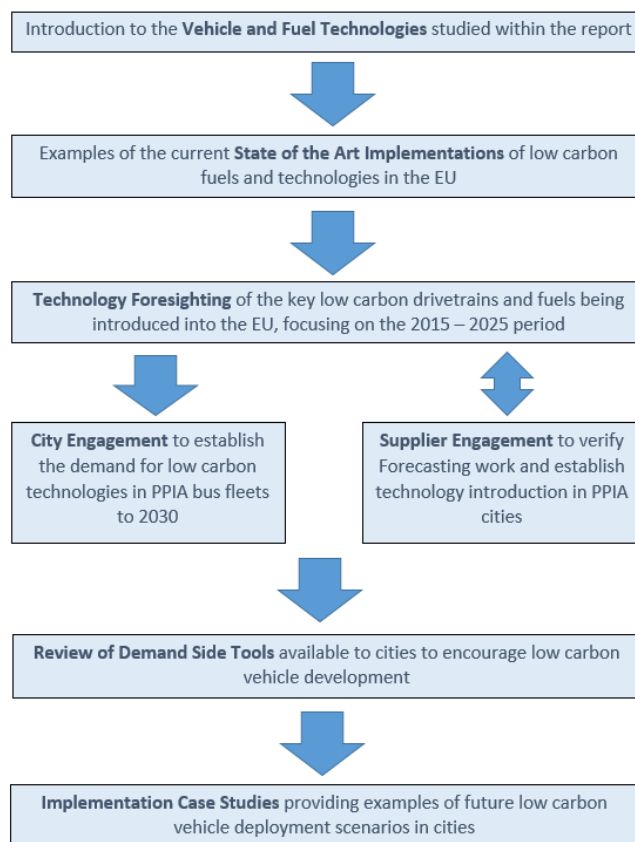 Introduction to the Vehicle and Fuel Technologies studied within the report
Examples of the current State of the Art Implementations of low carbon
fuels and technologies in the EU
Technology Foresighting of the key low carbon drivetrains and fuels being
introduced into the EU, focusing on the 2015 – 2025 period
City Engagement to establish
the demand for low carbon
technologies in PPIA bus fleets
to 2030
Supplier Engagement to verify
Forecasting work and establish
technology introduction in PPIA
cities
Review of Demand Side Tools available to cities to encourage low carbon
vehicle development
Implementation Case Studies providing examples of future low carbon
vehicle deployment scenarios in cities